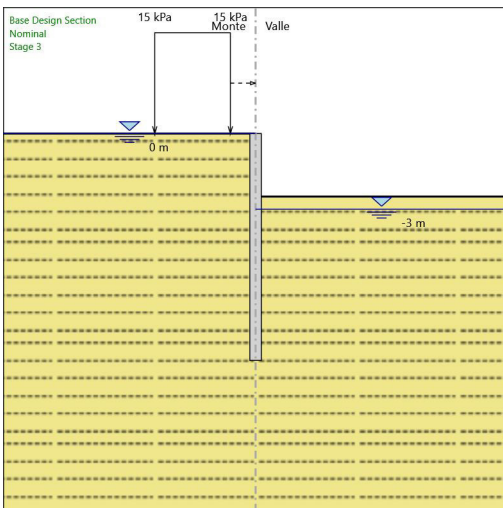 Base Design Section
Nominal
Stage 3
15 kPa 15 kPa
Monte Valle
0 m
-3 m